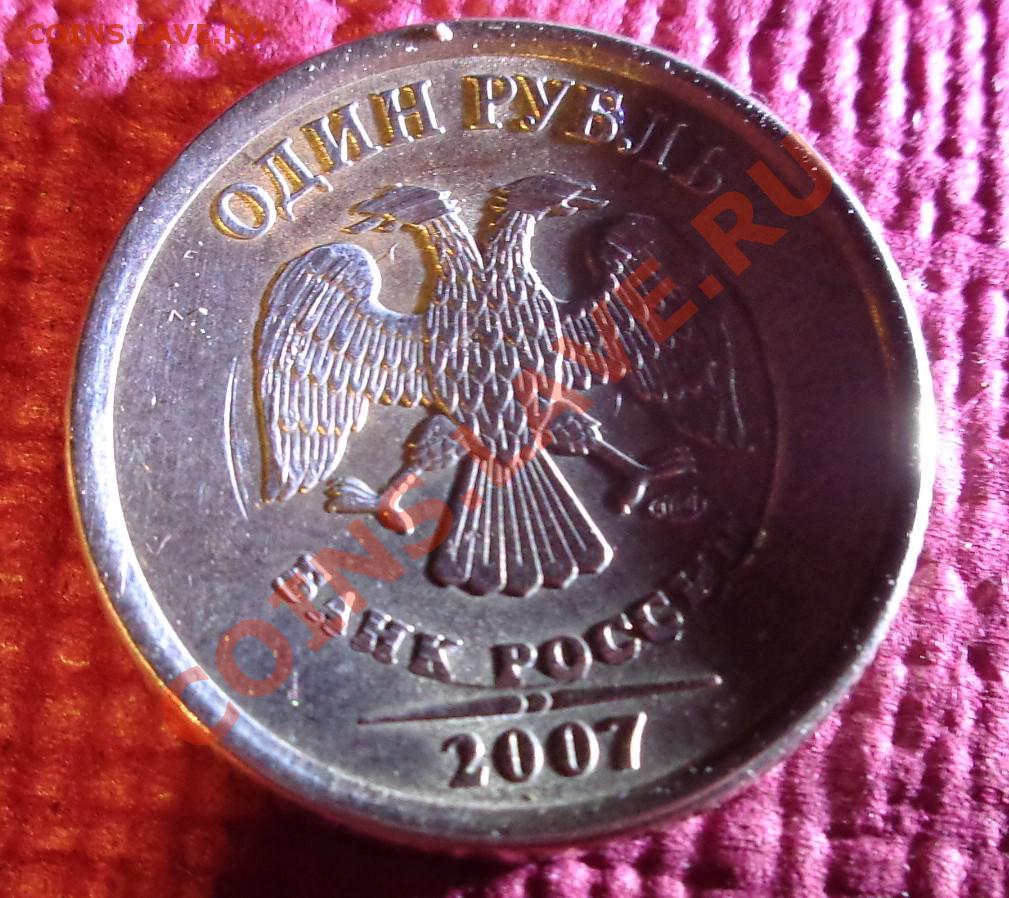 COINS.LAVE.RU
ОДИН РУБЛЬ
БАНК РОССИИ
2007
COINS.LAVE.RU